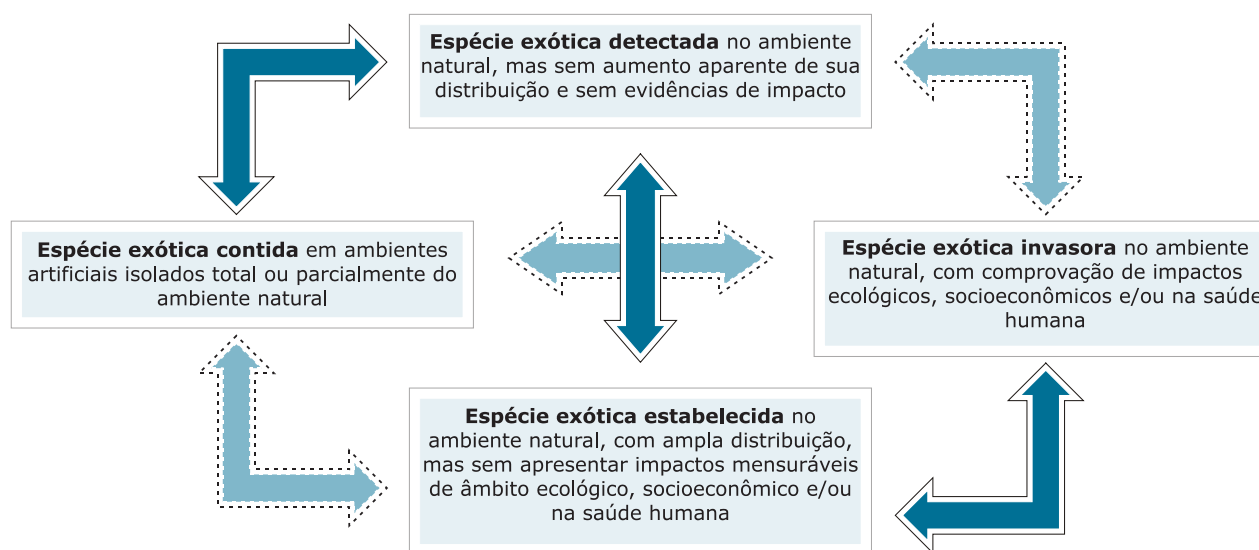 Espécie exótica detectada no ambiente
natural, mas sem aumento aparente de sua
distribuição e sem evidências de impacto
Espécie exótica contida em ambientes
artificiais isolados total ou parcialmente do
ambiente natural
Espécie exótica invasora no ambiente
natural, com comprovação de impactos
ecológicos, socioeconômicos e/ou na saúde
humana
Espécie exótica estabelecida no
ambiente natural, com ampla distribuição,
mas sem apresentar impactos mensuráveis
de âmbito ecológico, socioeconômico e/ou
na saúde humana